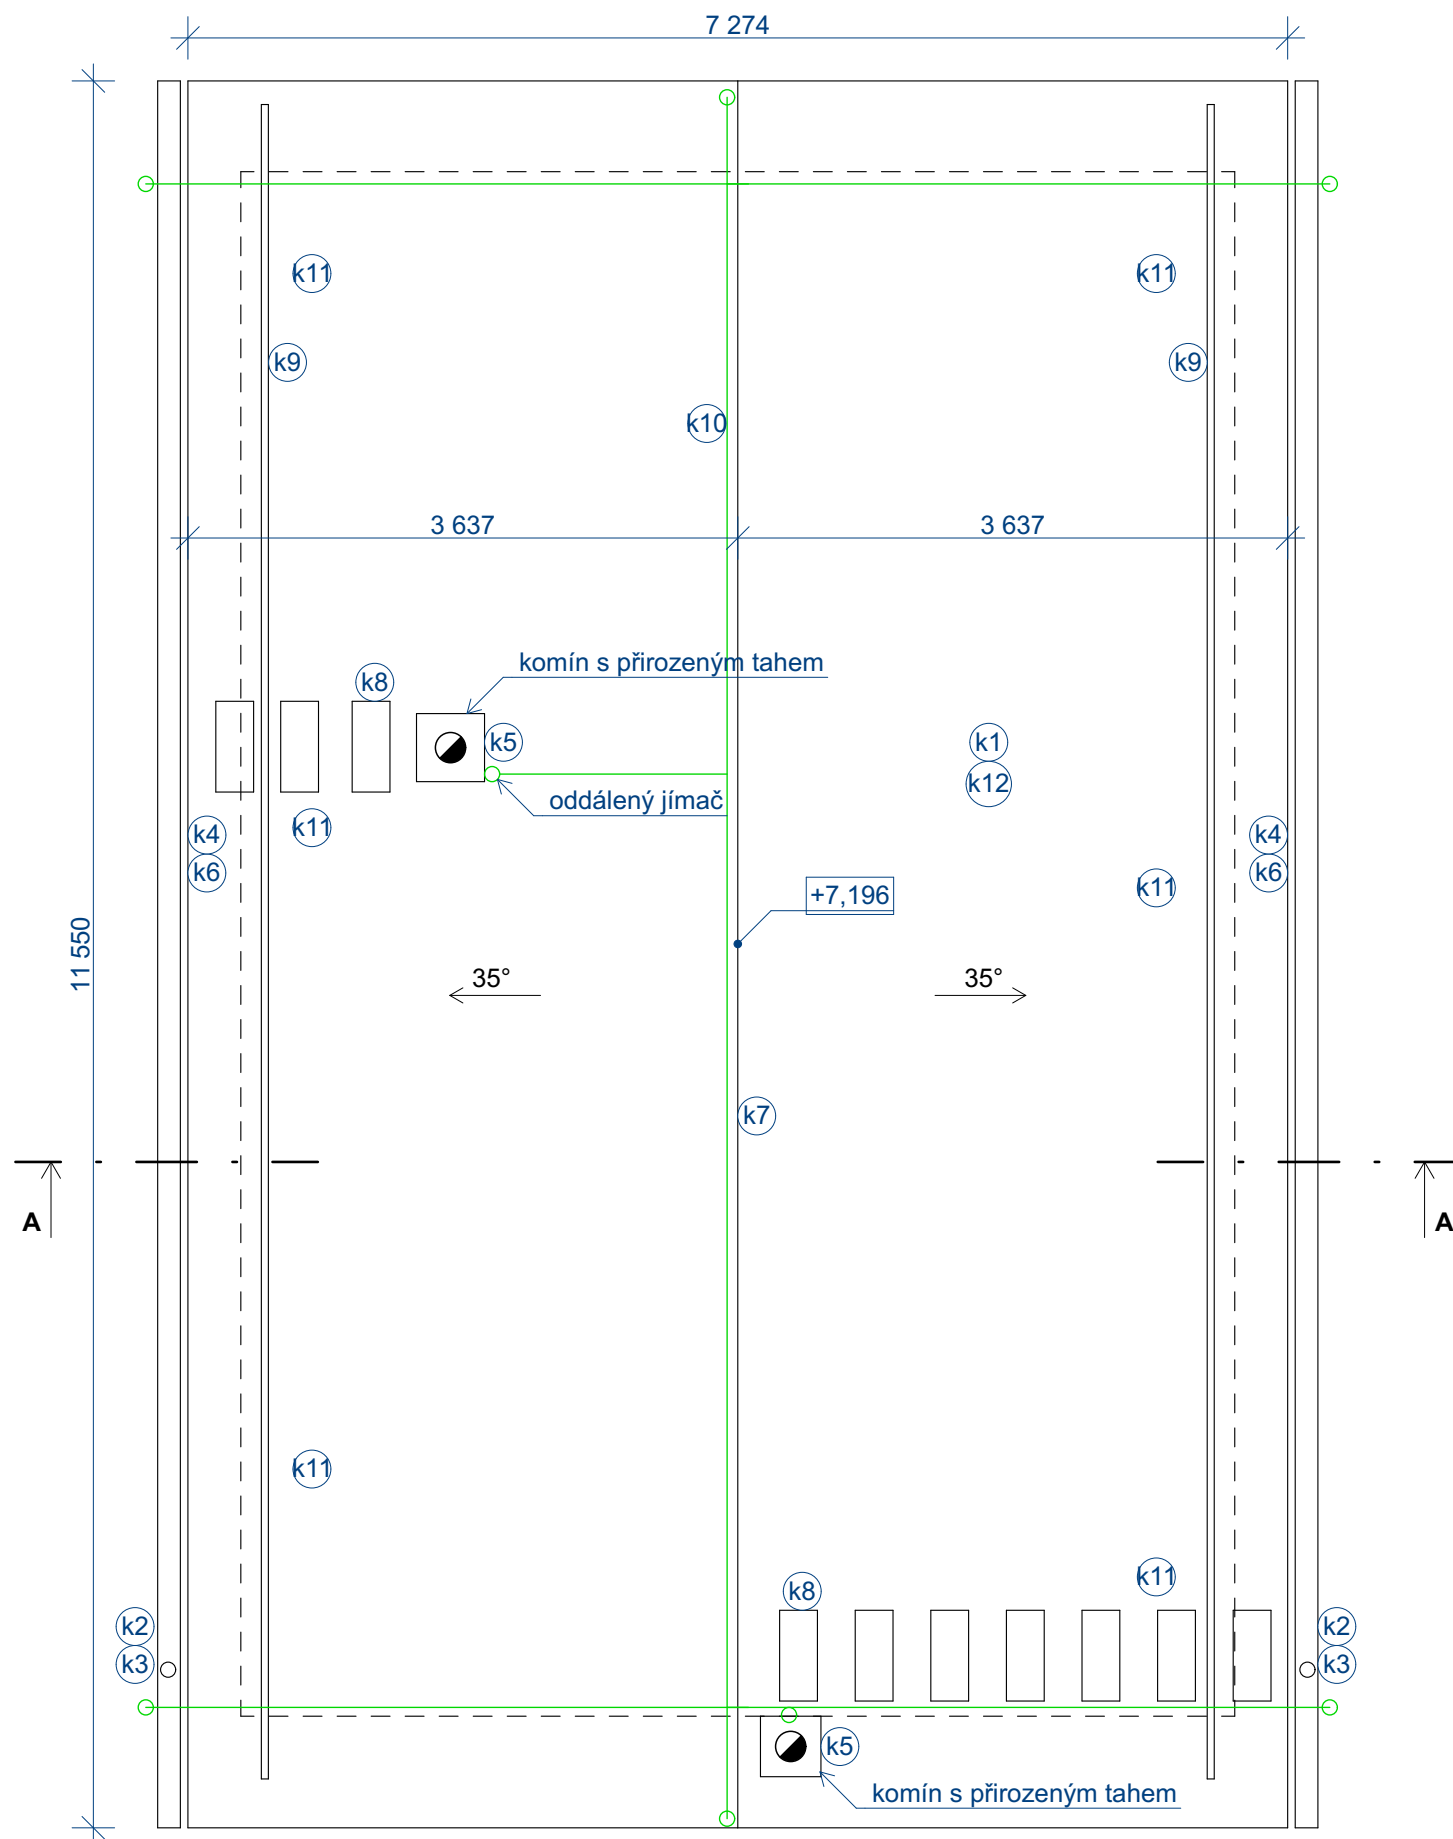 7 274
k11
k11
k9
k9
k10
3 637
3 637
komín s přirozeným tahem
k8
k5
k1
k12
oddálený jímač
k11
k4
k4
k6
k6
k11
+7,196
11 550
35°
35°
k7
A
A
k11
k11
k8
k2
k2
k3
k3
k5
komín s přirozeným tahem